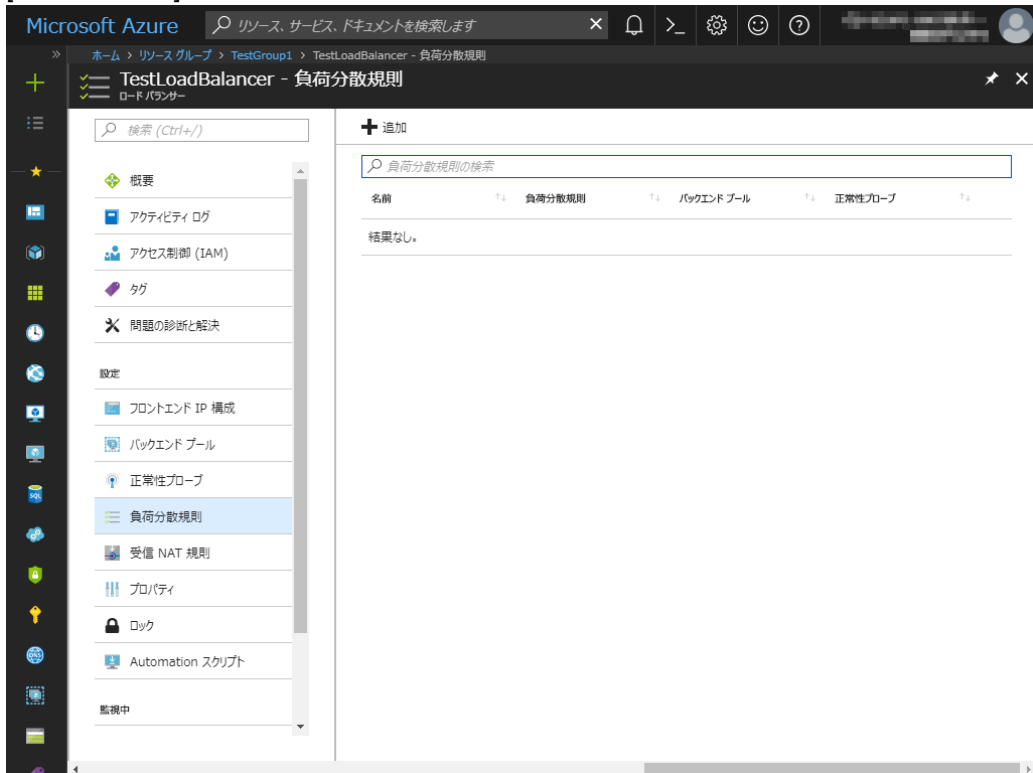 Microsoft Azure
リソース、サービス、ドキュメントを検索します
ホーム > リソース グループ > TestGroup1 > TestLoadBalancer - 負荷分散規則
TestLoadBalancer - 負荷分散規則
ロード バランサー
検索 (Ctrl+/)
概要
アクティビティ ログ
アクセス制御 (IAM)
タグ
問題の診断と解決
設定
フロントエンド IP 構成
バックエンド プール
正常性プローブ
負荷分散規則
受信 NAT 規則
プロパティ
ロック
Automation スクリプト
監視中
追加
負荷分散規則の検索
名前 負荷分散規則 バックエンド プール 正常性プローブ
結果なし。
SQL
DNS